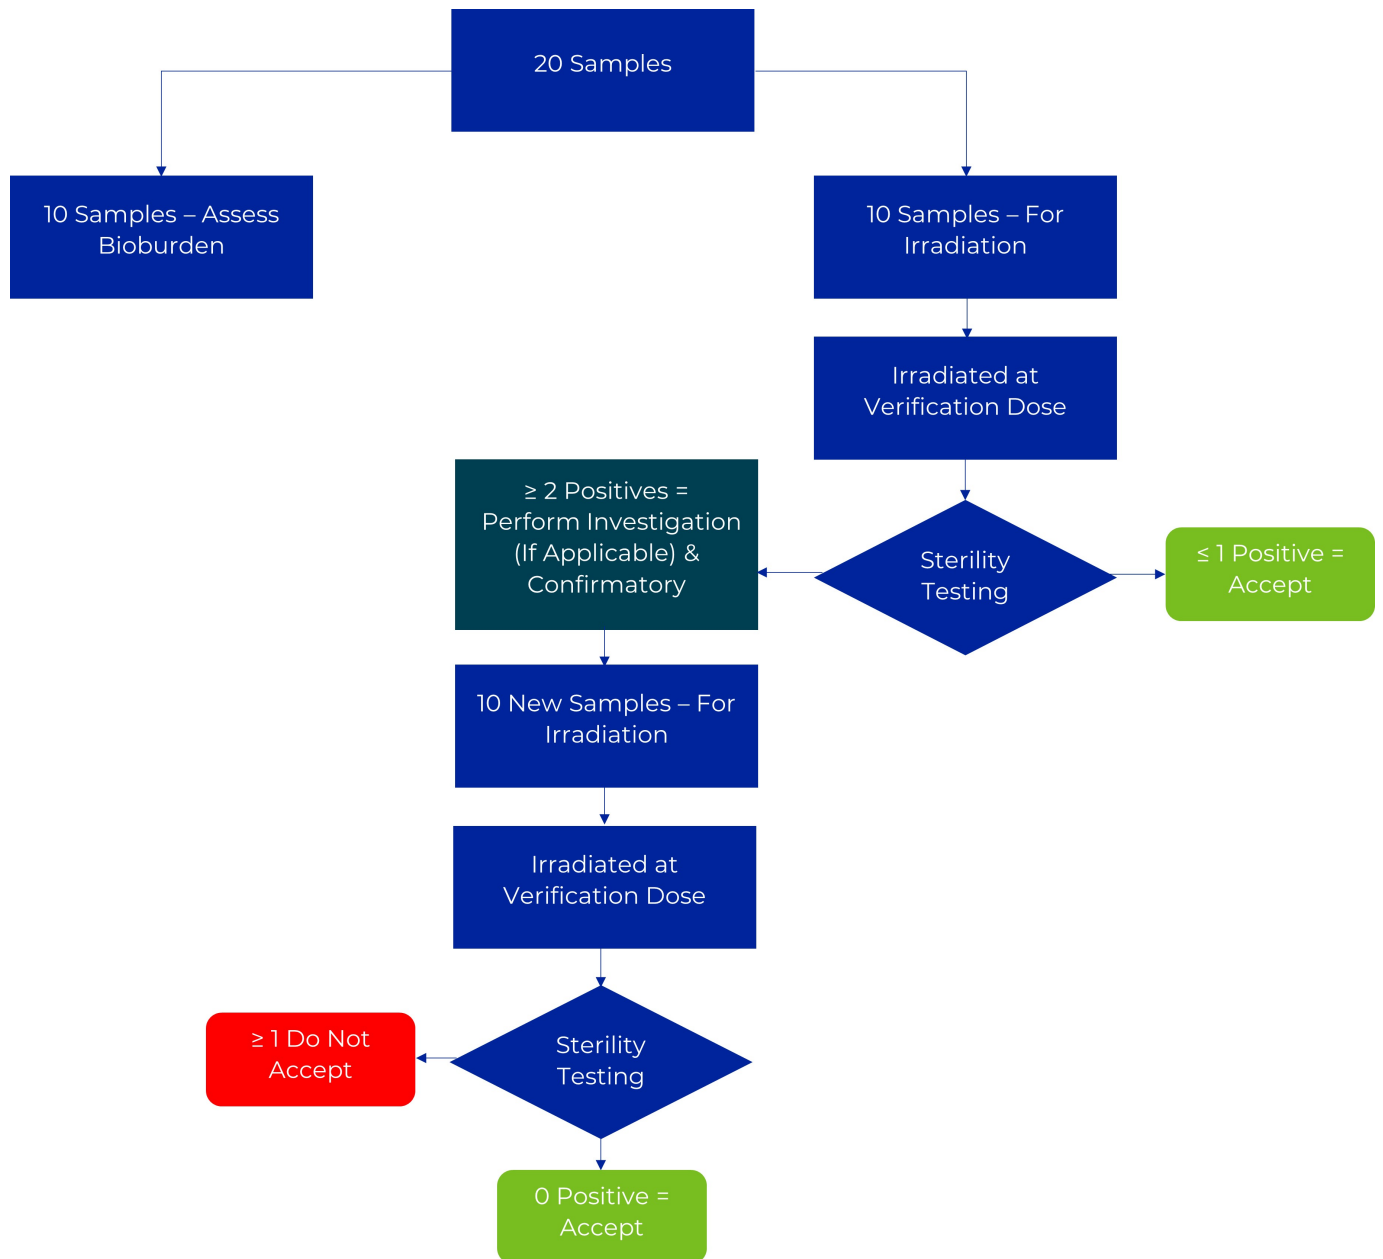 20 Samples
10 Samples – Assess
Bioburden
10 Samples – For
Irradiation
Irradiated at
Verification Dose
≥ 2 Positives =
Perform Investigation
(If Applicable) &
Confirmatory
Sterility
Testing
≤ 1 Positive =
Accept
10 New Samples – For
Irradiation
Irradiated at
Verification Dose
≥ 1 Do Not
Accept
Sterility
Testing
0 Positive =
Accept